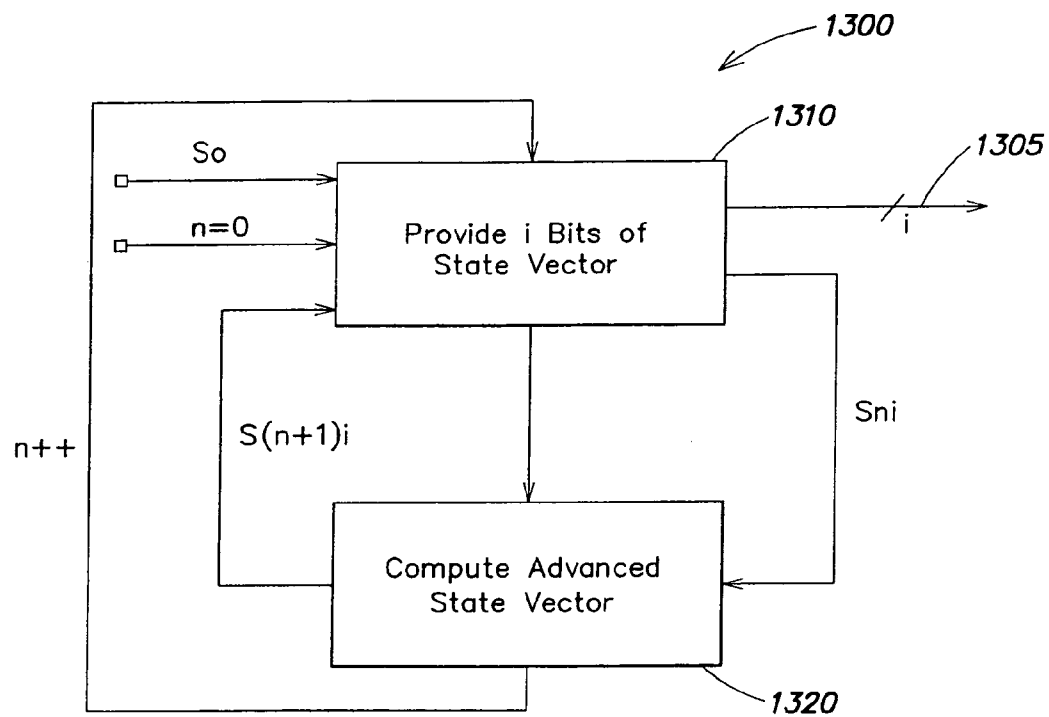 1300
1310
1305
So
n=0
Provide i Bits of
State Vector
i
Sni
S(n+1)i
n++
Compute Advanced
State Vector
1320